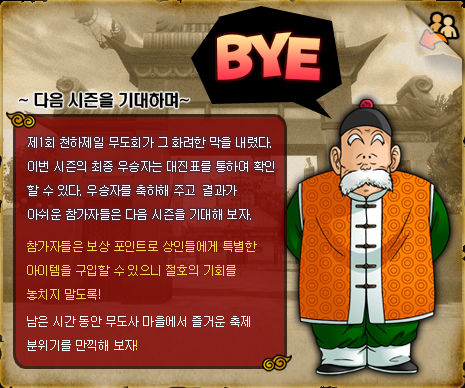 BYE
~ 다음 시즌을 기대하며~
제1회 천하제일 무도회가 그 화려한 막을 내렸다.
이번 시즌의 최종 우승자는 대진표를 통하여 확인
할 수 있다. 우승자를 축하해 주고 결과가
아쉬운 참가자들은 다음 시즌을 기대해 보자.
참가자들은 보상 포인트로 상인들에게 특별한
아이템을 구입할 수 있으니 절호의 기회를
놓치지 말도록!
남은 시간 동안 무도사 마을에서 즐거운 축제
분위기를 만끽해 보자!